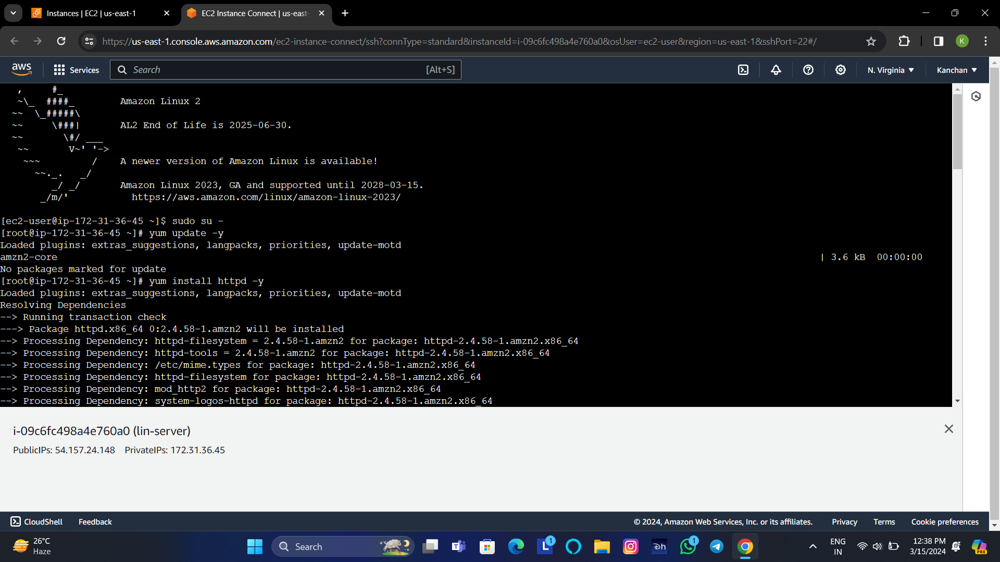 Instances | EC2 | us-east-1
EC2 Instance Connect | us-east-
https://us-east-1.console.aws.amazon.com/ec2-instance-connect/ssh?connType=standard&instanceId=i-09c6fc498a4e760a0&osUser=ec2-user&region=us-east-1&sshPort=22#/
K
aws
Services
Search
[Alt+S]
N. Virginia
Kanchan
   ,     #_
   ~\_  ####_        Amazon Linux 2
  ~~  \_#####\
  ~~     \###|       AL2 End of Life is 2025-06-30.
  ~~       \#/ ___
   ~~       V~' '->
    ~~~         /    A newer version of Amazon Linux is available!
      ~~._.   _/
         _/ _/       Amazon Linux 2023, GA and supported until 2028-03-15.
       _/m/'           https://aws.amazon.com/linux/amazon-linux-2023/
[ec2-user@ip-172-31-36-45 ~]$ sudo su -
[root@ip-172-31-36-45 ~]# yum update -y
Loaded plugins: extras_suggestions, langpacks, priorities, update-motd
amzn2-core | 3.6 kB  00:00:00
No packages marked for update
[root@ip-172-31-36-45 ~]# yum install httpd -y
Loaded plugins: extras_suggestions, langpacks, priorities, update-motd
Resolving Dependencies
--> Running transaction check
---> Package httpd.x86_64 0:2.4.58-1.amzn2 will be installed
--> Processing Dependency: httpd-filesystem = 2.4.58-1.amzn2 for package: httpd-2.4.58-1.amzn2.x86_64
--> Processing Dependency: httpd-tools = 2.4.58-1.amzn2 for package: httpd-2.4.58-1.amzn2.x86_64
--> Processing Dependency: /etc/mime.types for package: httpd-2.4.58-1.amzn2.x86_64
--> Processing Dependency: httpd-filesystem for package: httpd-2.4.58-1.amzn2.x86_64
--> Processing Dependency: mod_http2 for package: httpd-2.4.58-1.amzn2.x86_64
--> Processing Dependency: system-logos-httpd for package: httpd-2.4.58-1.amzn2.x86_64
i-09c6fc498a4e760a0 (lin-server)
PublicIPs: 54.157.24.148 PrivateIPs: 172.31.36.45
CloudShell
Feedback
© 2024, Amazon Web Services, Inc. or its affiliates.
Privacy
Terms
Cookie preferences
26°C
Haze
Search
L
1
1
ENG
IN
12:38 PM
3/15/2024
PRE